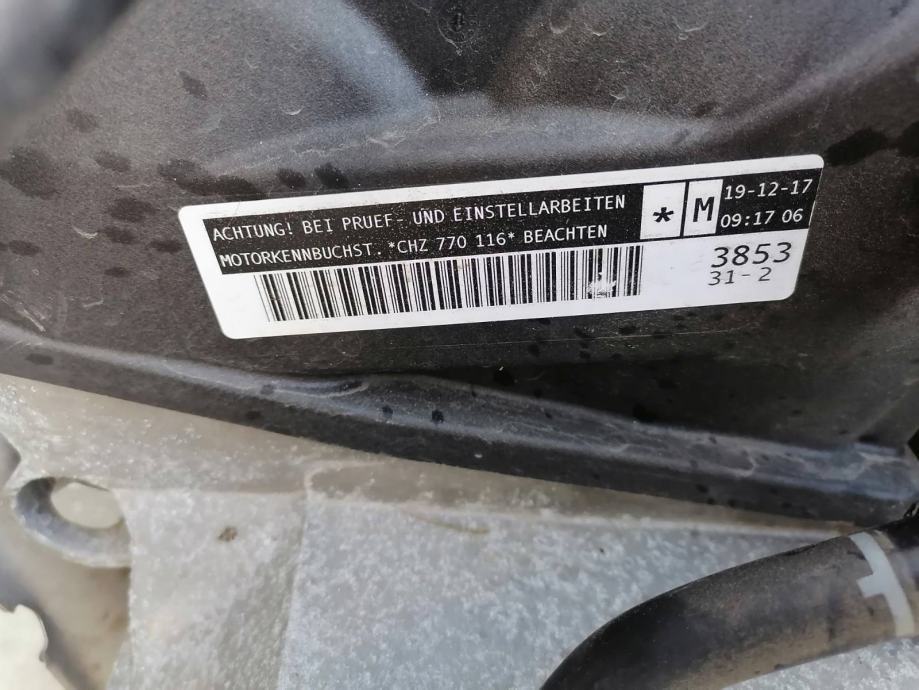 ACHTUNG! BEI PRUEF- UND EINSTELLARBEITEN
MOTORKENNBUCHST. *CHZ 770 116* BEACHTEN
* M
19-12-17
09:17 06
3853
31-2